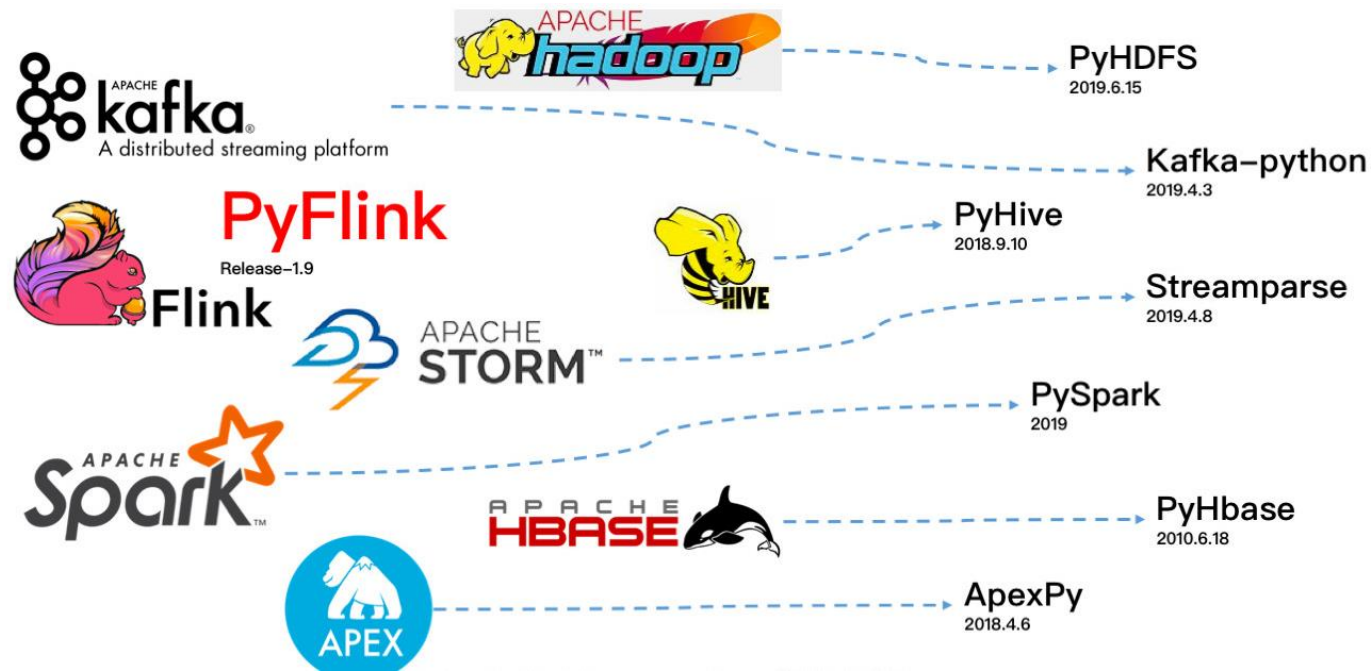 APACHE
hadoop
PyHDFS
2019.6.15
APACHE
kafka®
A distributed streaming platform
Kafka-python
2019.4.3
PyFlink
Release-1.9
Flink
HIVE
PyHive
2018.9.10
APACHE
STORM™
Streamparse
2019.4.8
APACHE
Spark™
PySpark
2019
APACHE
HBASE
PyHbase
2010.6.18
APEX
ApexPy
2018.4.6